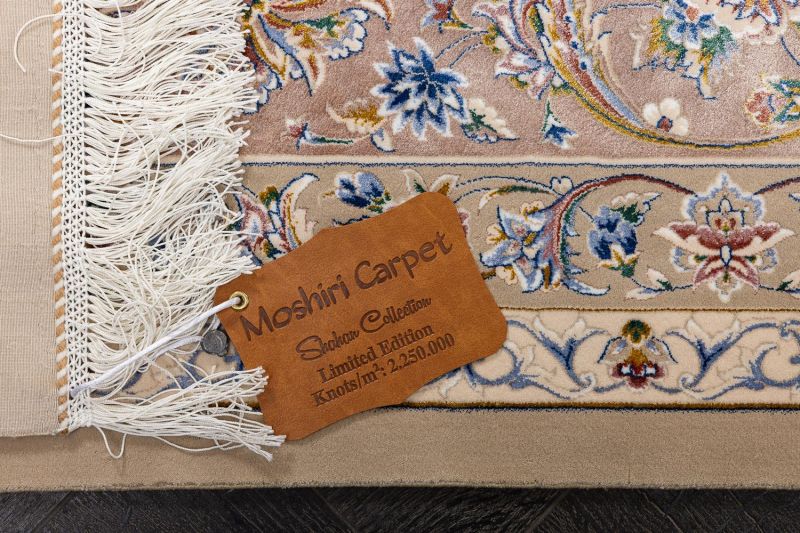 Moshiri Carpet
Shahan Collection
Limited Edition
Knots/m²: 2.250.000